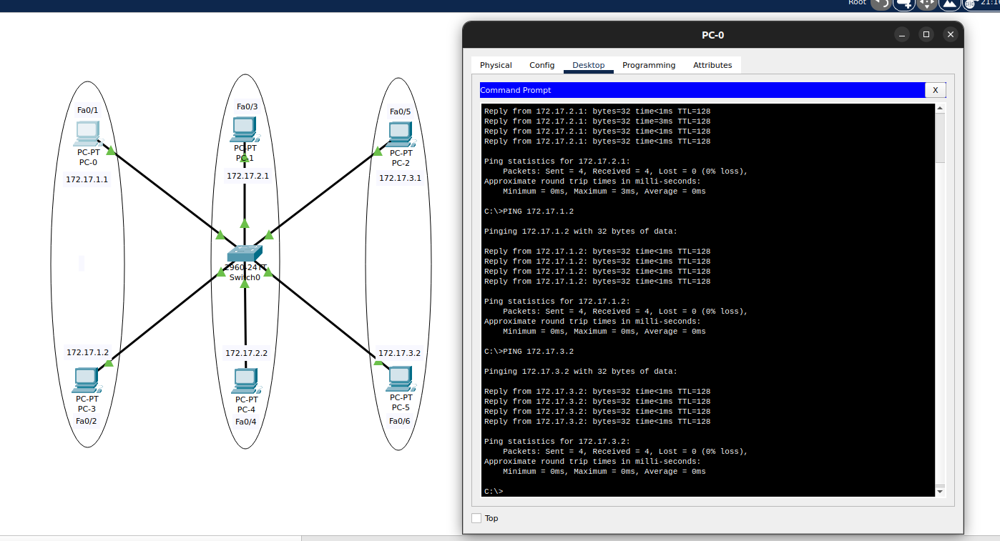 Root
21:16
Fa0/1
PC-PT
PC-0
172.17.1.1
Fa0/3
PC-PT
PC-1
172.17.2.1
Fa0/5
PC-PT
PC-2
172.17.3.1
2960-24TT
Switch0
172.17.1.2
PC-PT
PC-3
Fa0/2
172.17.2.2
PC-PT
PC-4
Fa0/4
172.17.3.2
PC-PT
PC-5
Fa0/6
PC-0
Physical Config Desktop Programming Attributes
Command Prompt
X
Reply from 172.17.2.1: bytes=32 time<1ms TTL=128
Reply from 172.17.2.1: bytes=32 time=3ms TTL=128
Reply from 172.17.2.1: bytes=32 time<1ms TTL=128
Reply from 172.17.2.1: bytes=32 time<1ms TTL=128
Ping statistics for 172.17.2.1:
Packets: Sent = 4, Received = 4, Lost = 0 (0% loss),
Approximate round trip times in milli-seconds:
Minimum = 0ms, Maximum = 3ms, Average = 0ms
C:\>PING 172.17.1.2
Pinging 172.17.1.2 with 32 bytes of data:
Reply from 172.17.1.2: bytes=32 time<1ms TTL=128
Reply from 172.17.1.2: bytes=32 time<1ms TTL=128
Reply from 172.17.1.2: bytes=32 time<1ms TTL=128
Reply from 172.17.1.2: bytes=32 time<1ms TTL=128
Ping statistics for 172.17.1.2:
Packets: Sent = 4, Received = 4, Lost = 0 (0% loss),
Approximate round trip times in milli-seconds:
Minimum = 0ms, Maximum = 0ms, Average = 0ms
C:\>PING 172.17.3.2
Pinging 172.17.3.2 with 32 bytes of data:
Reply from 172.17.3.2: bytes=32 time<1ms TTL=128
Reply from 172.17.3.2: bytes=32 time<1ms TTL=128
Reply from 172.17.3.2: bytes=32 time<1ms TTL=128
Reply from 172.17.3.2: bytes=32 time<1ms TTL=128
Ping statistics for 172.17.3.2:
Packets: Sent = 4, Received = 4, Lost = 0 (0% loss),
Approximate round trip times in milli-seconds:
Minimum = 0ms, Maximum = 0ms, Average = 0ms
C:\>
Top